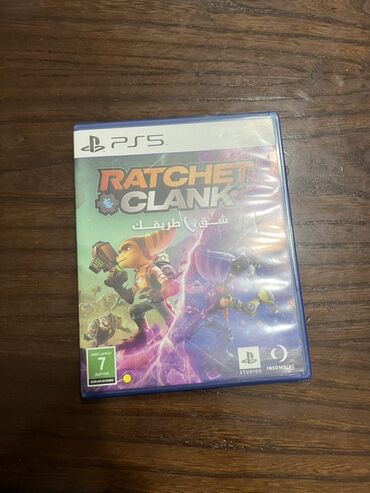 PS5
RATCHET
CLANK
شق طريقك
7
STUDIOS
INSOMNIAC